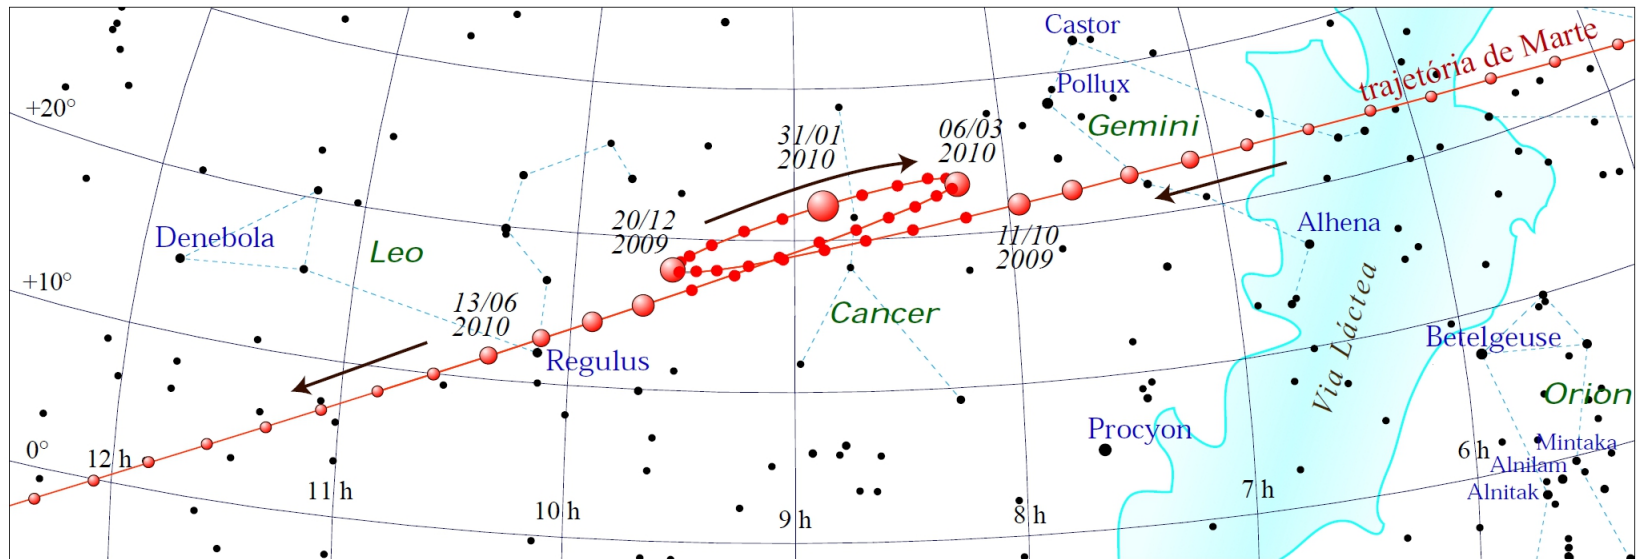 Castor
trajetória de Marte
Pollux
+20°
Gemini
31/01
2010
06/03
2010
20/12
2009
Alhena
Denebola
Leo
11/10
2009
+10°
13/06
2010
Cancer
Via Láctea
Betelgeuse
Regulus
Orion
Procyon
0°
12 h
6 h
Mintaka
Alnilam
Alnitak
11 h
10 h
9 h
8 h
7 h